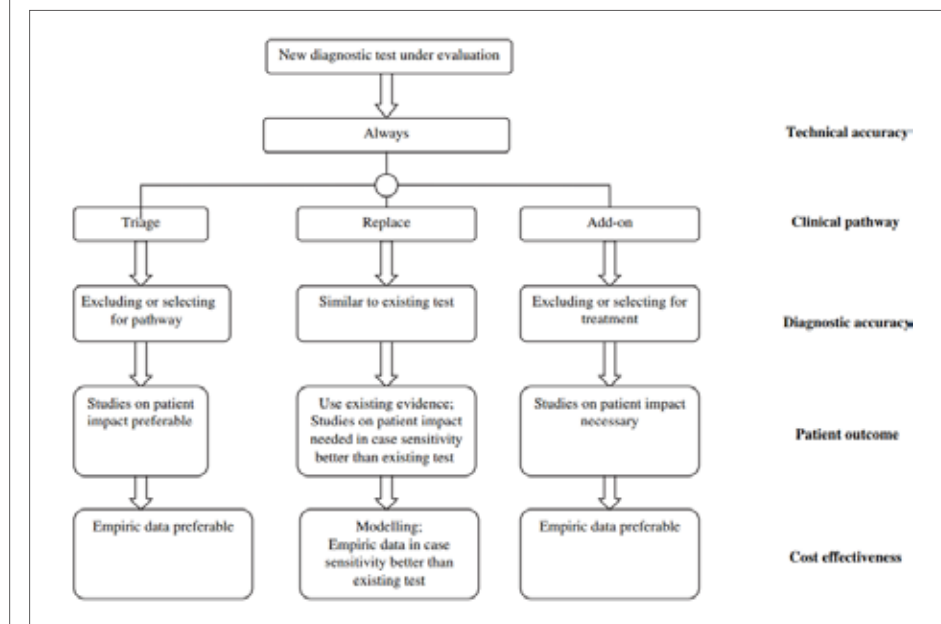 New diagnostic test under evaluation
Always
Technical accuracy
Triage
Replace
Add-on
Clinical pathway
Excluding or selecting
for pathway
Similar to existing test
Excluding or selecting for
treatment
Diagnostic accuracy
Studies on patient
impact preferable
Use existing evidence;
Studies on patient impact
needed in case sensitivity
better than existing test
Studies on patient impact
necessary
Patient outcome
Empiric data preferable
Modelling;
Empiric data in case
sensitivity better than
existing test
Empiric data preferable
Cost effectiveness